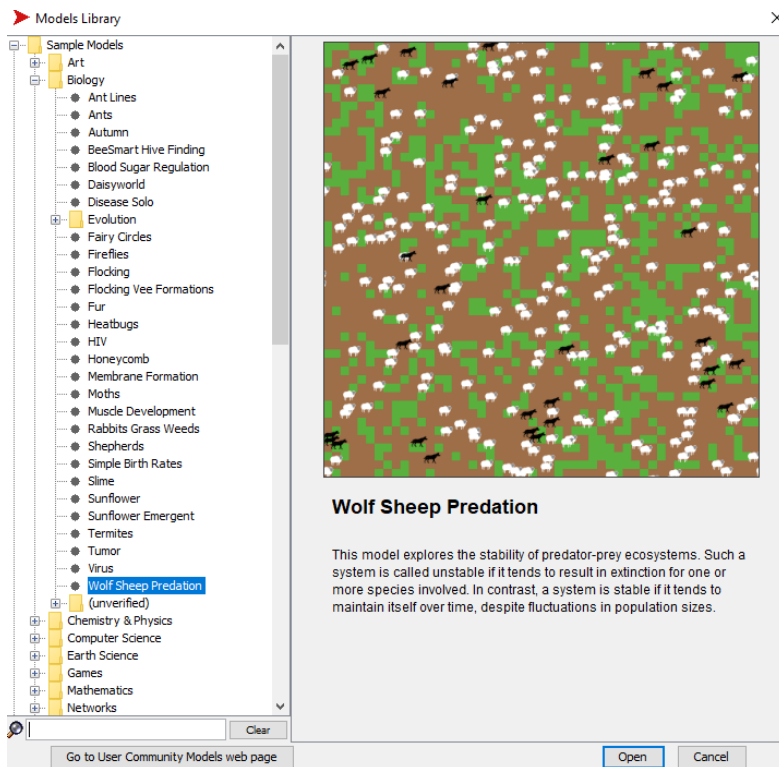 Models Library
Sample Models
Art
Biology
Ant Lines
Ants
Autumn
BeeSmart Hive Finding
Blood Sugar Regulation
Daisyworld
Disease Solo
Evolution
Fairy Circles
Fireflies
Flocking
Flocking Vee Formations
Fur
Heatbugs
HIV
Honeycomb
Membrane Formation
Moths
Muscle Development
Rabbits Grass Weeds
Shepherds
Simple Birth Rates
Slime
Sunflower
Sunflower Emergent
Termites
Tumor
Virus
Wolf Sheep Predation
(unverified)
Chemistry & Physics
Computer Science
Earth Science
Games
Mathematics
Networks
Clear
Go to User Community Models web page
Wolf Sheep Predation
This model explores the stability of predator-prey ecosystems. Such a
system is called unstable if it tends to result in extinction for one or
more species involved. In contrast, a system is stable if it tends to
maintain itself over time, despite fluctuations in population sizes.
Open
Cancel